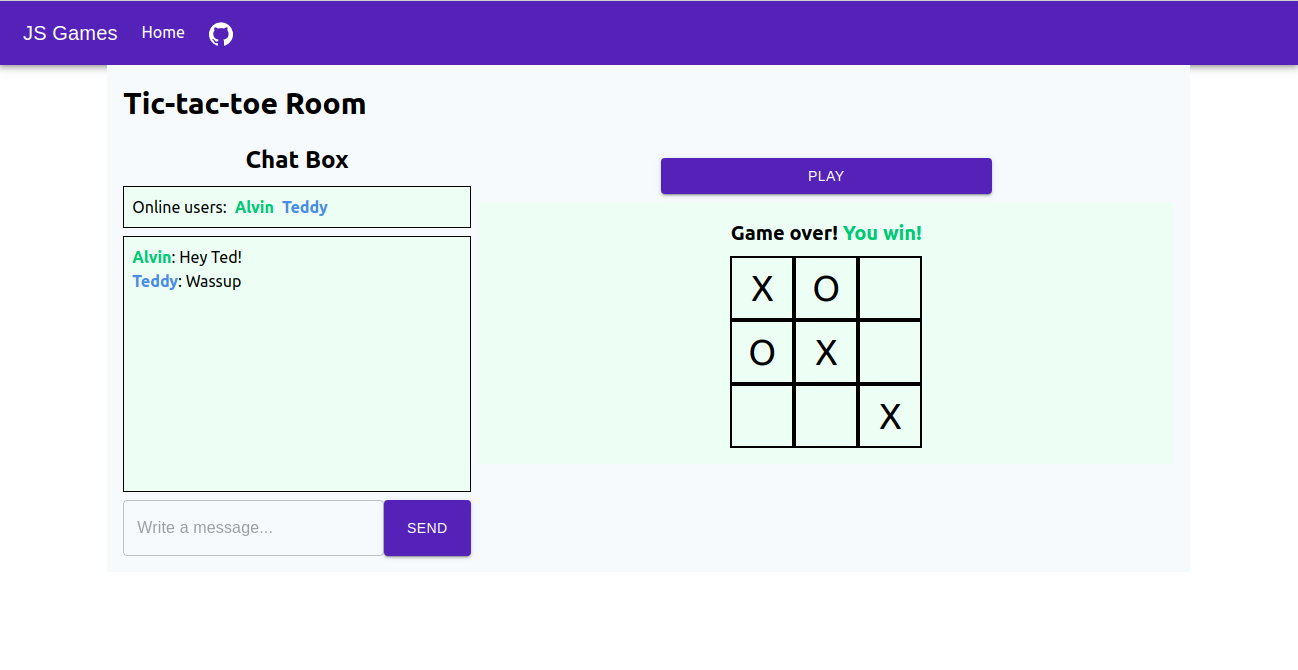 JS Games Home
Tic-tac-toe Room
Chat Box
Online users: Alvin Teddy
Alvin: Hey Ted!
Teddy: Wassup
Write a message...
SEND
PLAY
Game over! You win!
X O
O X
X